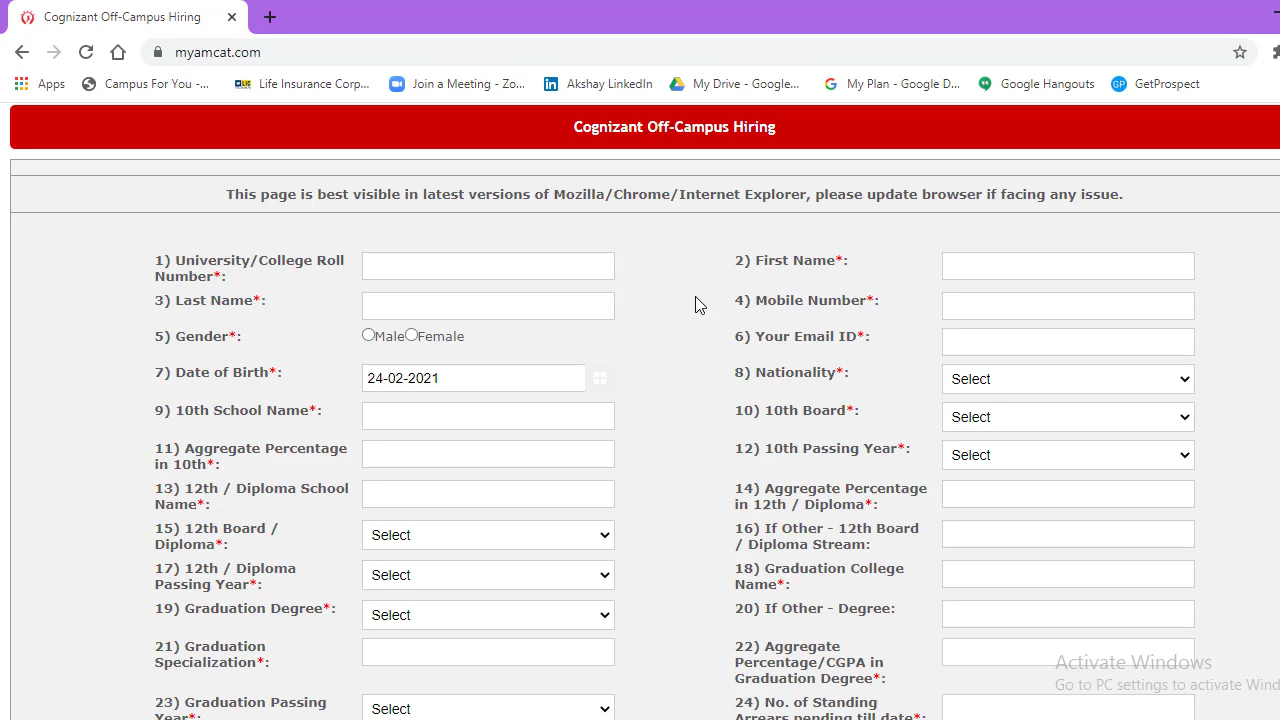 Cognizant Off-Campus Hiring
myamcat.com
Apps Campus For You -... Life Insurance Corp... Join a Meeting - Zo... Akshay LinkedIn My Drive - Google... My Plan - Google D... Google Hangouts GetProspect
Cognizant Off-Campus Hiring
This page is best visible in latest versions of Mozilla/Chrome/Internet Explorer, please update browser if facing any issue.
1) University/College Roll
Number*:
2) First Name*:
3) Last Name*:
4) Mobile Number*:
5) Gender*:
Male Female
6) Your Email ID*:
7) Date of Birth*:
24-02-2021
8) Nationality*:
Select
9) 10th School Name*:
10) 10th Board*:
Select
11) Aggregate Percentage
in 10th*:
12) 10th Passing Year*:
Select
13) 12th / Diploma School
Name*:
14) Aggregate Percentage
in 12th / Diploma*:
15) 12th Board /
Diploma*:
Select
16) If Other - 12th Board
/ Diploma Stream:
17) 12th / Diploma
Passing Year*:
Select
18) Graduation College
Name*:
19) Graduation Degree*:
Select
20) If Other - Degree:
21) Graduation
Specialization*:
22) Aggregate
Percentage/CGPA in
Graduation Degree*:
Activate Windows
Go to PC settings to activate Wind
23) Graduation Passing
Year*:
Select
24) No. of Standing
Arrears pending till date*: